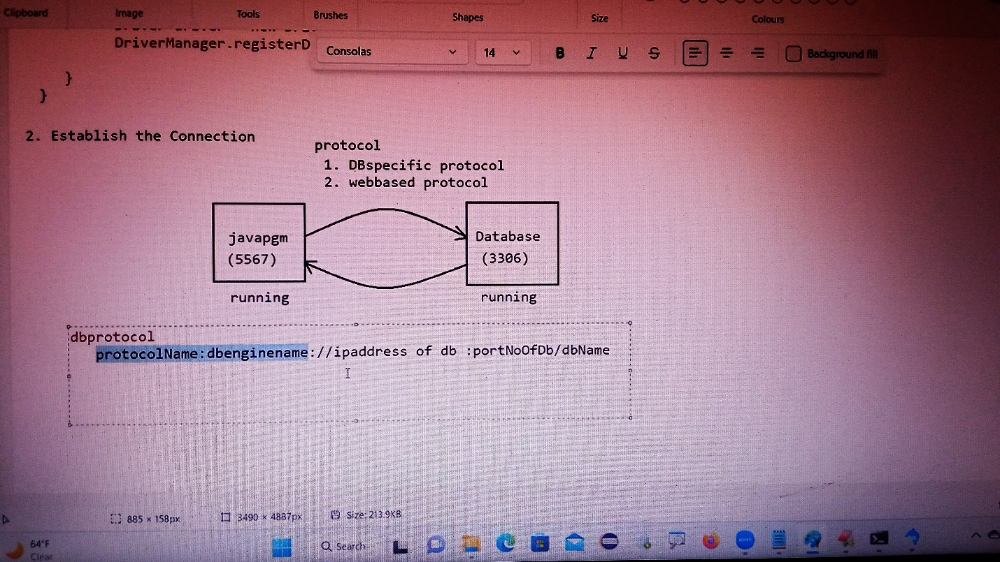 Clipboard
Image
Tools
Brushes
Shapes
Size
Colours
DriverManager.registerD
Consolas
14
B
I
U
S
Background fill
}
}
2. Establish the Connection
protocol
1. DBspecific protocol
2. webbased protocol
javapgm
(5567)
running
Database
(3306)
running
dbprotocol
protocolName:dbenginename://ipaddress of db :portNoOfDb/dbName
885 × 158px
3490 × 4887px
Size: 213.9KB
64°F
Clear
Search